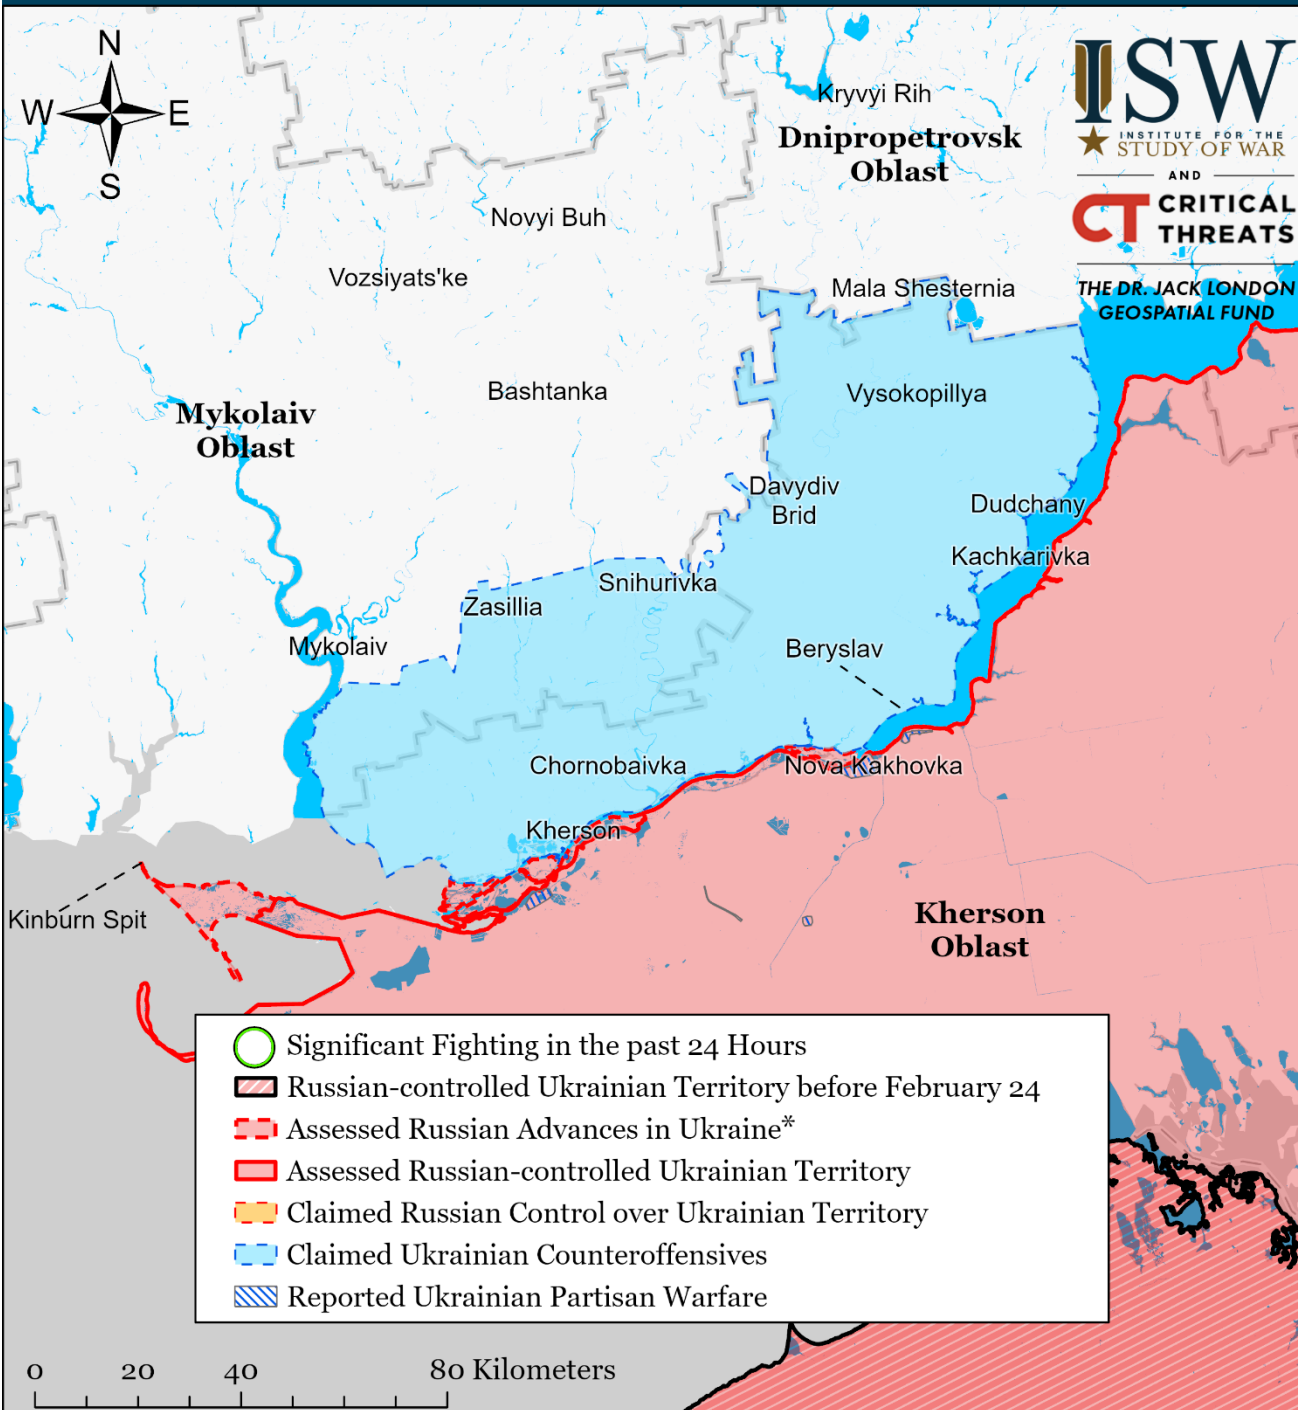 N
W
E
S
ISW
INSTITUTE FOR THE
STUDY OF WAR
AND
CT CRITICAL
THREATS
THE DR. JACK LONDON
GEOSPATIAL FUND
Kryvyi Rih
Dnipropetrovsk
Oblast
Novyi Buh
Vozsiyats'ke
Mala Shesternia
Bashtanka
Vysokopillya
Mykolaiv
Oblast
Davydiv
Brid
Dudchany
Kachkarivka
Snihurivka
Zasillia
Mykolaiv
Beryslav
Chornobaivka
Nova Kakhovka
Kherson
Kinburn Spit
Kherson
Oblast
Significant Fighting in the past 24 Hours
Russian-controlled Ukrainian Territory before February 24
Assessed Russian Advances in Ukraine*
Assessed Russian-controlled Ukrainian Territory
Claimed Russian Control over Ukrainian Territory
Claimed Ukrainian Counteroffensives
Reported Ukrainian Partisan Warfare
0 20 40 80 Kilometers